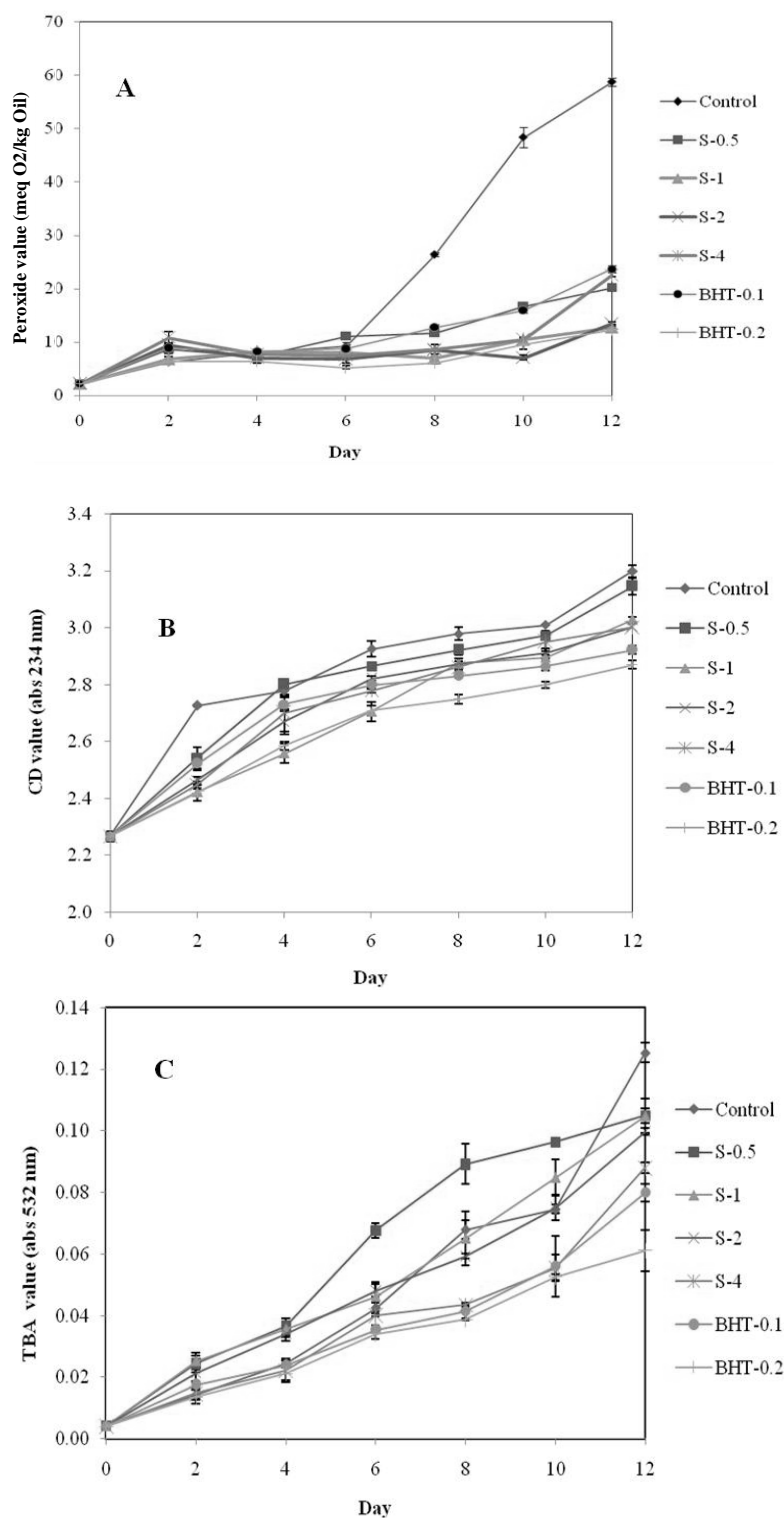 70
60
50
40
30
20
10
0
Peroxide value (meq O2/kg Oil)
A
0 2 4 6 8 10 12
Day
Control
S-0.5
S-1
S-2
S-4
BHT-0.1
BHT-0.2
3.4
3.2
3.0
2.8
2.6
2.4
2.2
2.0
CD value (abs 234 nm)
B
0 2 4 6 8 10 12
Day
Control
S-0.5
S-1
S-2
S-4
BHT-0.1
BHT-0.2
0.14
0.12
0.10
0.08
0.06
0.04
0.02
0.00
TBA value (abs 532 nm)
C
0 2 4 6 8 10 12
Day
Control
S-0.5
S-1
S-2
S-4
BHT-0.1
BHT-0.2